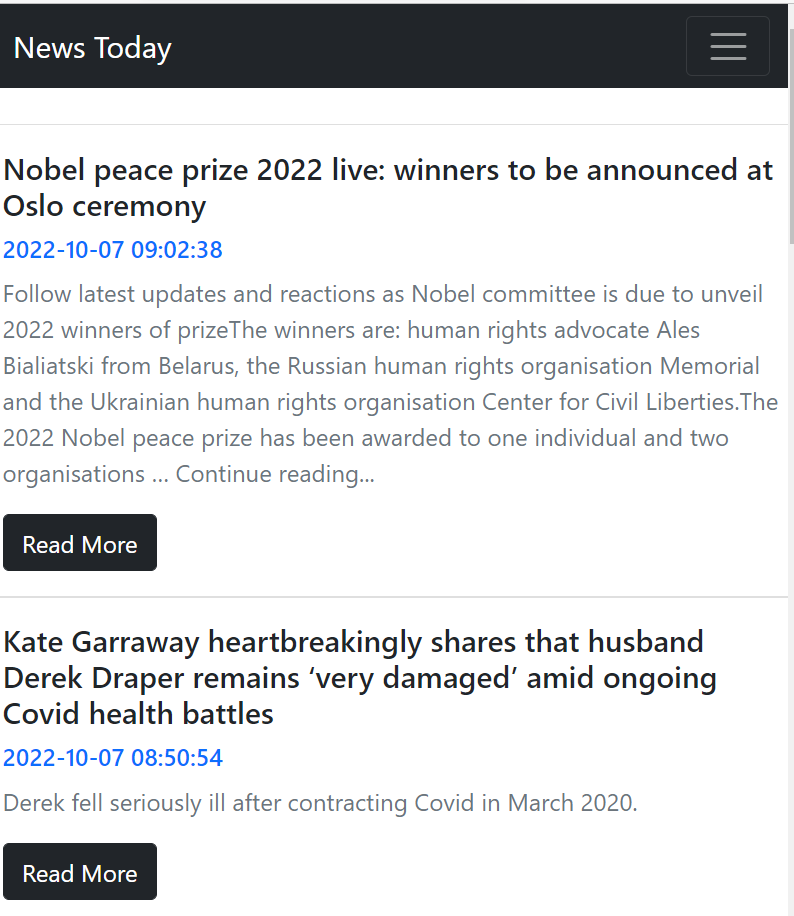 News Today
Nobel peace prize 2022 live: winners to be announced at
Oslo ceremony
2022-10-07 09:02:38
Follow latest updates and reactions as Nobel committee is due to unveil
2022 winners of prizeThe winners are: human rights advocate Ales
Bialiatski from Belarus, the Russian human rights organisation Memorial
and the Ukrainian human rights organisation Center for Civil Liberties.The
2022 Nobel peace prize has been awarded to one individual and two
organisations ... Continue reading...
Read More
Kate Garraway heartbreakingly shares that husband
Derek Draper remains ‘very damaged’ amid ongoing
Covid health battles
2022-10-07 08:50:54
Derek fell seriously ill after contracting Covid in March 2020.
Read More